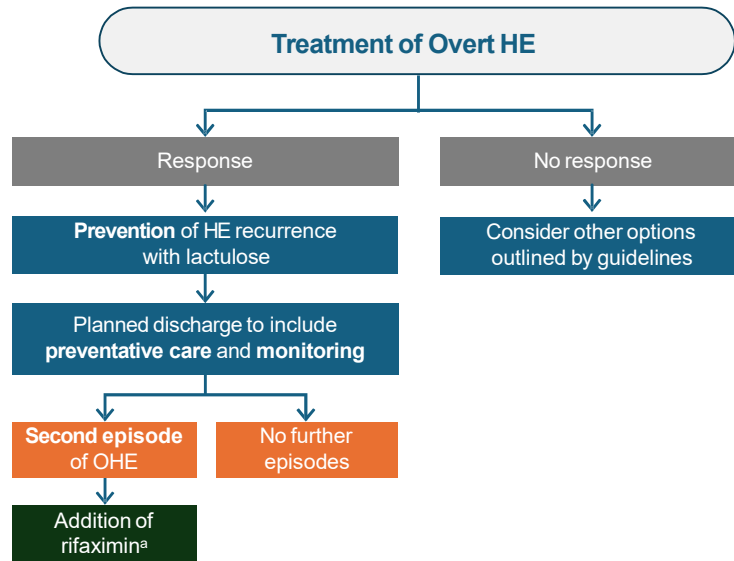 Treatment of Overt HE
Response
No response
Prevention of HE recurrence
with lactulose
Consider other options
outlined by guidelines
Planned discharge to include
preventative care and monitoring
Second episode
of OHE
No further
episodes
Addition of
rifaximinᵃ